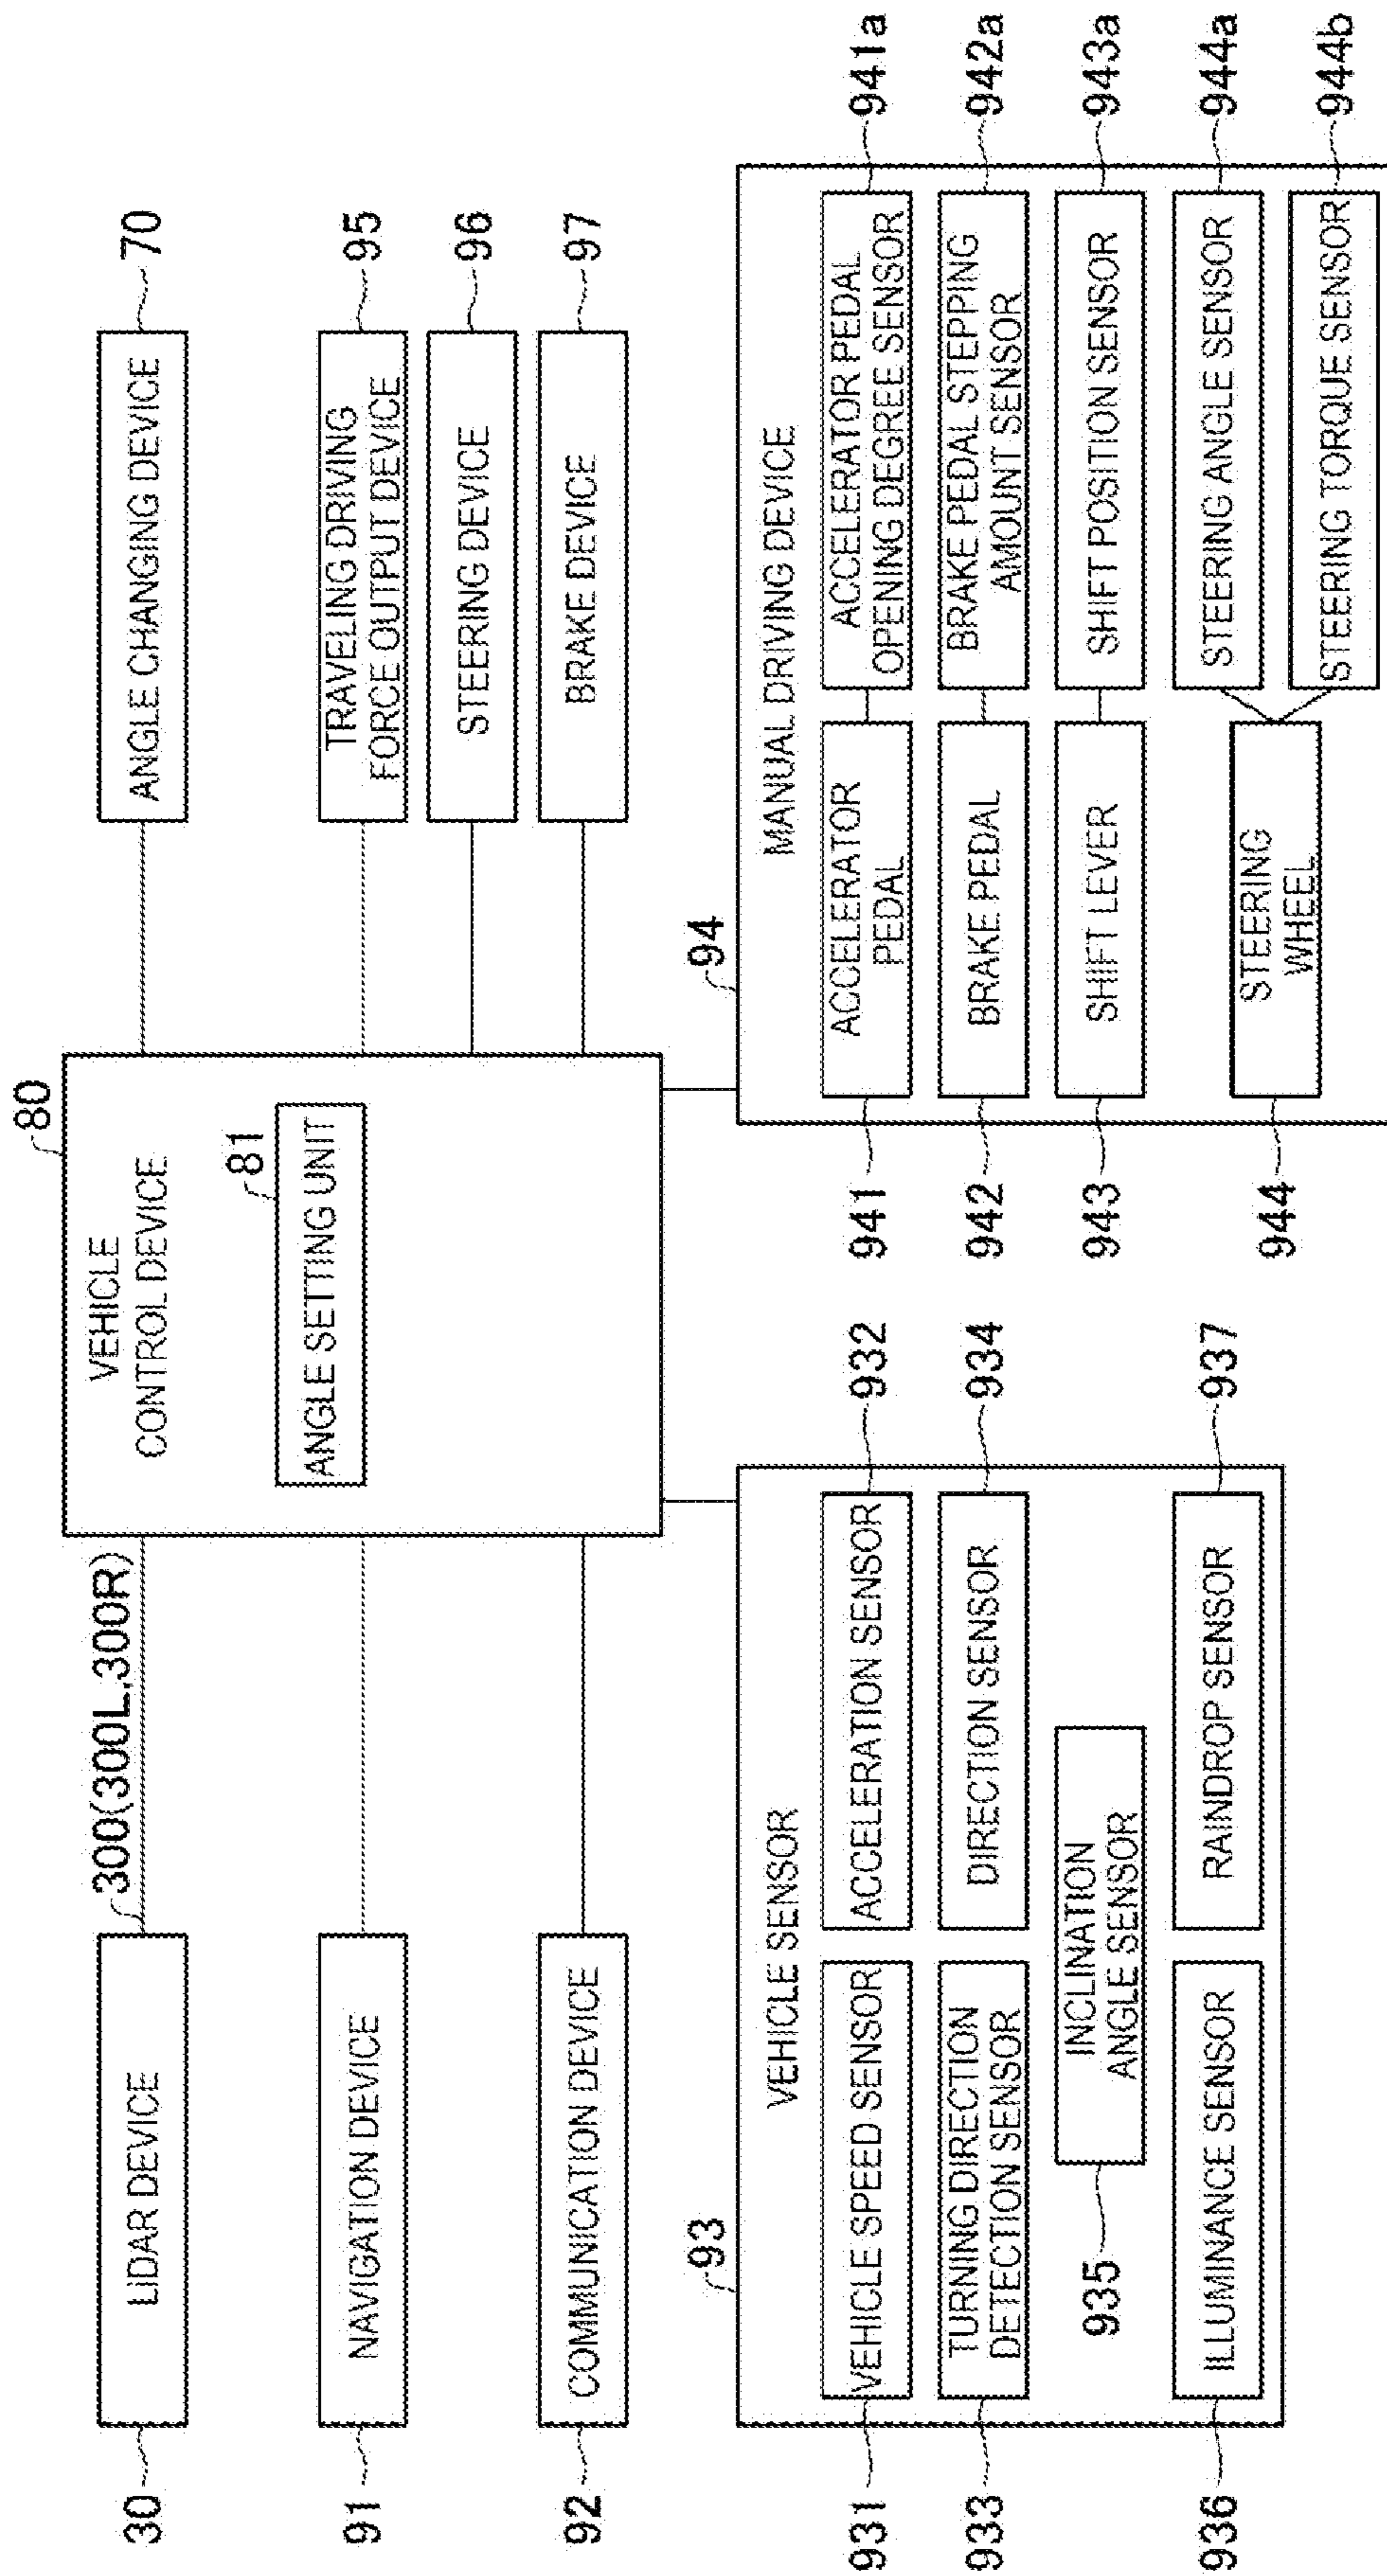 80
VEHICLE
CONTROL DEVICE
81
ANGLE SETTING UNIT
300(300L,300R)
30
LIDAR DEVICE
91
NAVIGATION DEVICE
92
COMMUNICATION DEVICE
ANGLE CHANGING DEVICE
70
TRAVELING DRIVING
FORCE OUTPUT DEVICE
95
STEERING DEVICE
96
BRAKE DEVICE
97
93
VEHICLE SENSOR
931
VEHICLE SPEED SENSOR
ACCELERATION SENSOR
932
933
TURNING DIRECTION
DETECTION SENSOR
DIRECTION SENSOR
934
935
INCLINATION
ANGLE SENSOR
936
ILLUMINANCE SENSOR
RAINDROP SENSOR
937
94
MANUAL DRIVING DEVICE
941
ACCELERATOR
PEDAL
ACCELERATOR PEDAL
OPENING DEGREE SENSOR
941a
942
BRAKE PEDAL
BRAKE PEDAL STEPPING
AMOUNT SENSOR
942a
943
SHIFT LEVER
SHIFT POSITION SENSOR
943a
944
STEERING
WHEEL
STEERING ANGLE SENSOR
944a
STEERING TORQUE SENSOR
944b